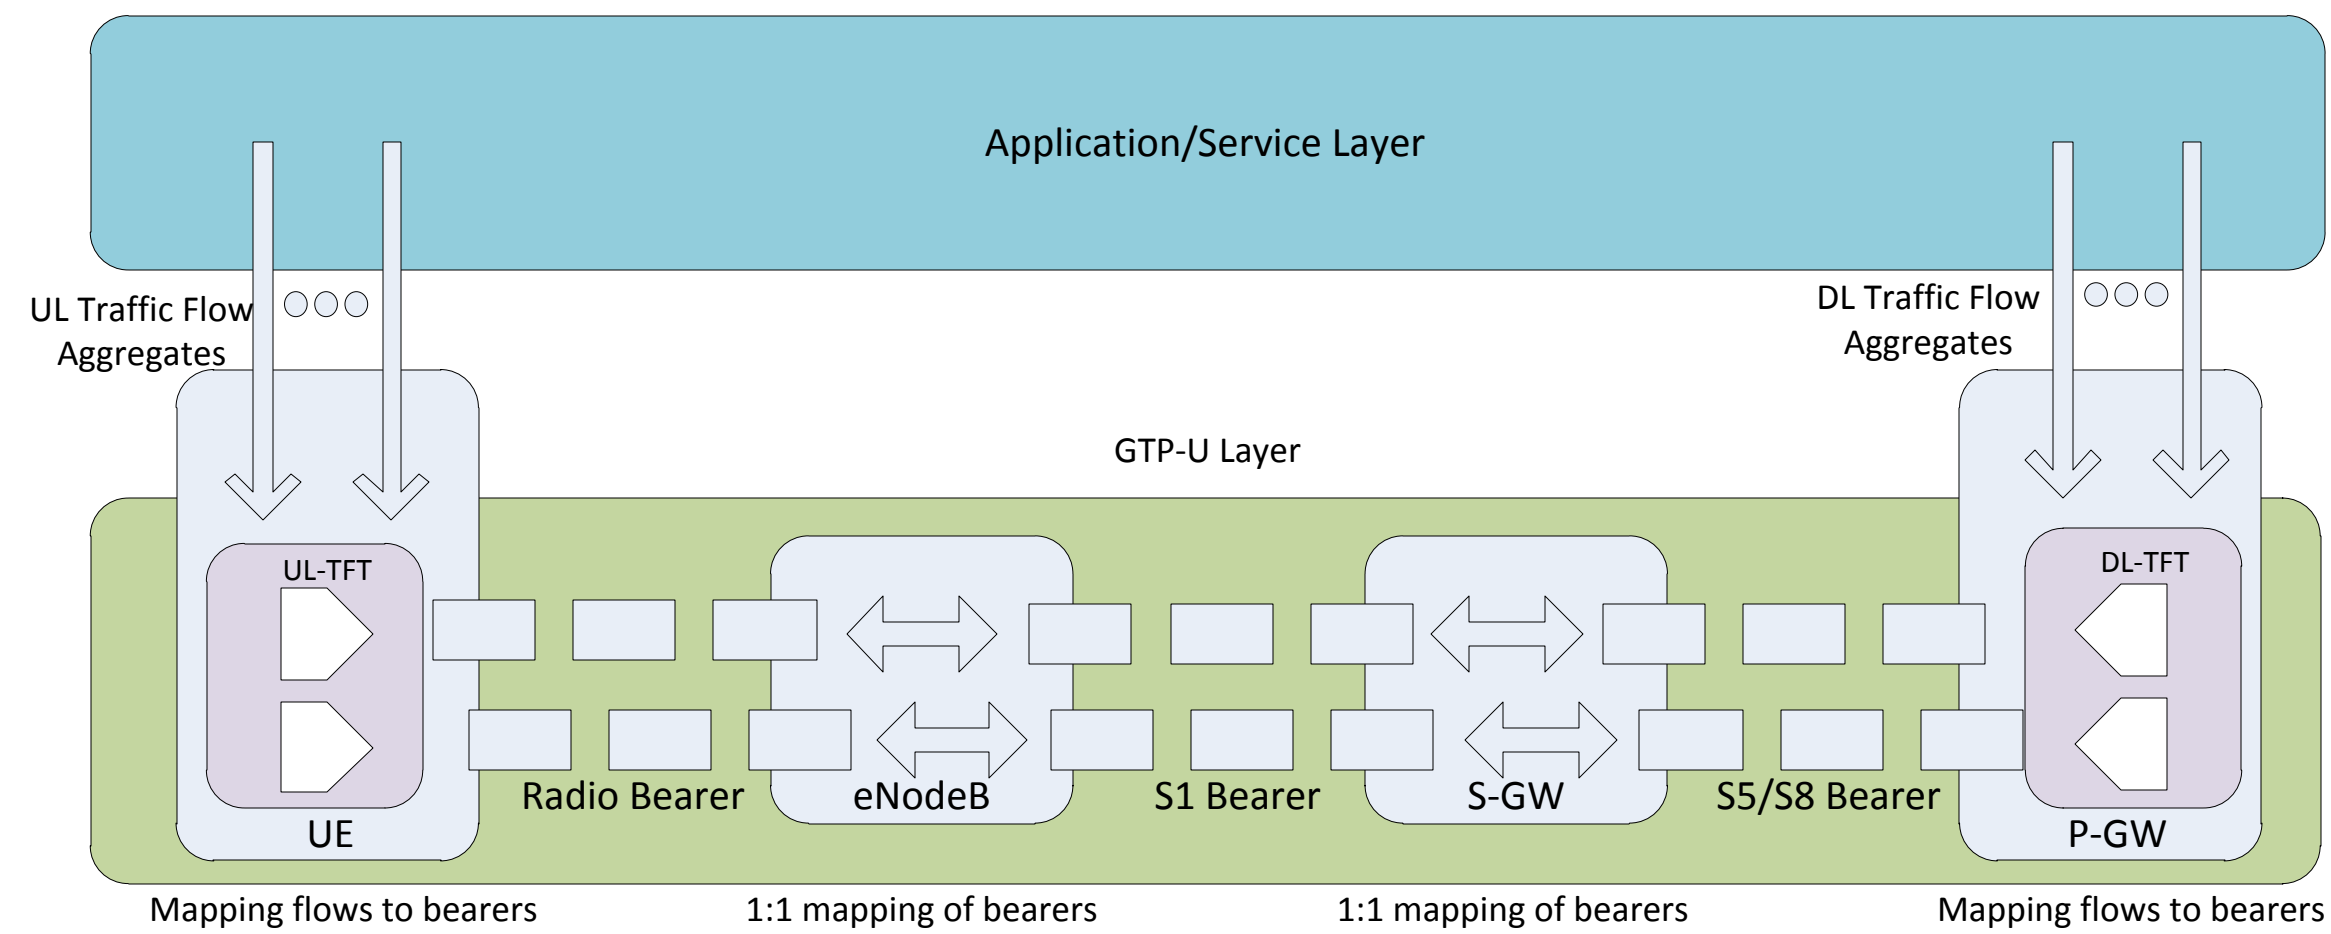 Application/Service Layer
UL Traffic Flow
Aggregates
DL Traffic Flow
Aggregates
GTP-U Layer
UL-TFT
DL-TFT
Radio Bearer
eNodeB
S1 Bearer
S-GW
S5/S8 Bearer
UE
P-GW
Mapping flows to bearers
1:1 mapping of bearers
1:1 mapping of bearers
Mapping flows to bearers